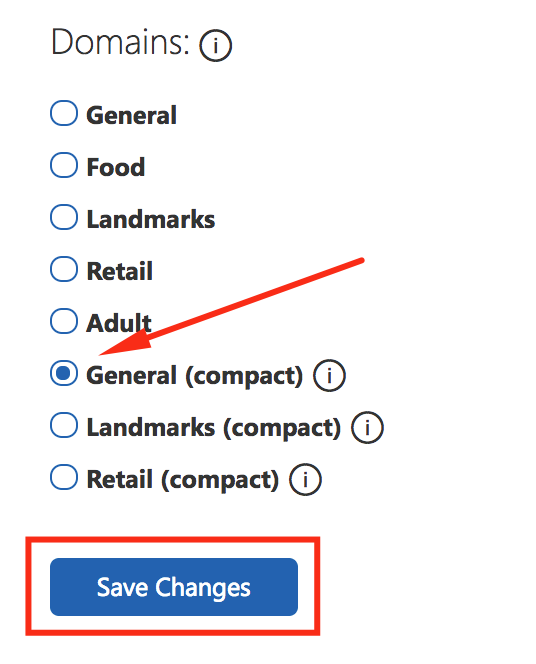 Domains: i
General
Food
Landmarks
Retail
Adult
General (compact) i
Landmarks (compact) i
Retail (compact) i
Save Changes